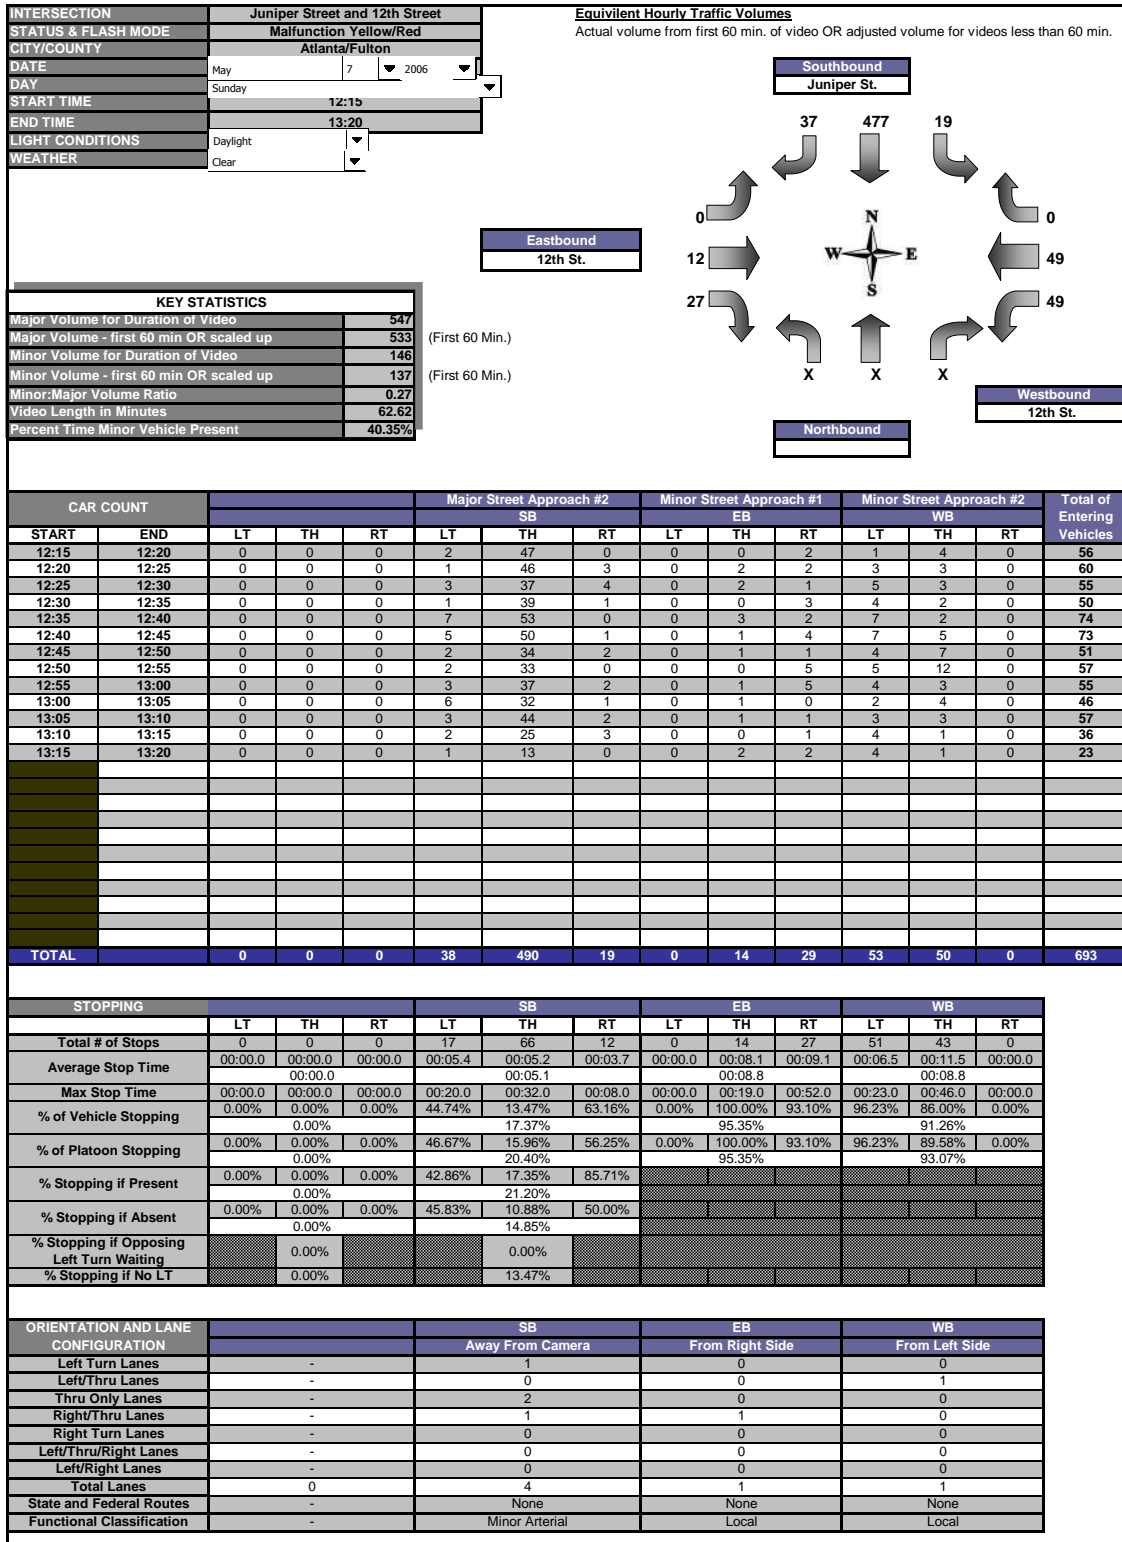 INTERSECTION Juniper Street and 12th Street
STATUS & FLASH MODE Malfunction Yellow/Red
CITY/COUNTY Atlanta/Fulton
DATE May 7 2006
DAY Sunday
START TIME 12:15
END TIME 13:20
LIGHT CONDITIONS Daylight
WEATHER Clear
Equivilent Hourly Traffic Volumes
Actual volume from first 60 min. of video OR adjusted volume for videos less than 60 min.
Southbound
Juniper St.
37 477 19
0 N 0
Eastbound
12th St.
12 W E 49
27 S 49
X X X
Westbound
12th St.
Northbound
KEY STATISTICS
Major Volume for Duration of Video 547
Major Volume - first 60 min OR scaled up 533 (First 60 Min.)
Minor Volume for Duration of Video 146
Minor Volume - first 60 min OR scaled up 137 (First 60 Min.)
Minor:Major Volume Ratio 0.27
Video Length in Minutes 62.62
Percent Time Minor Vehicle Present 40.35%
CAR COUNT Major Street Approach #2 Minor Street Approach #1 Minor Street Approach #2 Total of
SB EB WB Entering
START END LT TH RT LT TH RT LT TH RT LT TH RT Vehicles
12:15 12:20 0 0 0 2 47 0 0 0 2 1 4 0 56
12:20 12:25 0 0 0 1 46 3 0 2 2 3 3 0 60
12:25 12:30 0 0 0 3 37 4 0 2 1 5 3 0 55
12:30 12:35 0 0 0 1 39 1 0 0 3 4 2 0 50
12:35 12:40 0 0 0 7 53 0 0 3 2 7 2 0 74
12:40 12:45 0 0 0 5 50 1 0 1 4 7 5 0 73
12:45 12:50 0 0 0 2 34 2 0 1 1 4 7 0 51
12:50 12:55 0 0 0 2 33 0 0 0 5 5 12 0 57
12:55 13:00 0 0 0 3 37 2 0 1 5 4 3 0 55
13:00 13:05 0 0 0 6 32 1 0 1 0 2 4 0 46
13:05 13:10 0 0 0 3 44 2 0 1 1 3 3 0 57
13:10 13:15 0 0 0 2 25 3 0 0 1 4 1 0 36
13:15 13:20 0 0 0 1 13 0 0 2 2 4 1 0 23
TOTAL 0 0 0 38 490 19 0 14 29 53 50 0 693
STOPPING SB EB WB
LT TH RT LT TH RT LT TH RT LT TH RT
Total # of Stops 0 0 0 17 66 12 0 14 27 51 43 0
Average Stop Time 00:00.0 00:00.0 00:00.0 00:05.4 00:05.2 00:03.7 00:00.0 00:08.1 00:09.1 00:06.5 00:11.5 00:00.0
00:00.0 00:05.1 00:08.8 00:08.8
Max Stop Time 00:00.0 00:00.0 00:00.0 00:20.0 00:32.0 00:08.0 00:00.0 00:19.0 00:52.0 00:23.0 00:46.0 00:00.0
% of Vehicle Stopping 0.00% 0.00% 0.00% 44.74% 13.47% 63.16% 0.00% 100.00% 93.10% 96.23% 86.00% 0.00%
0.00% 17.37% 95.35% 91.26%
% of Platoon Stopping 0.00% 0.00% 0.00% 46.67% 15.96% 56.25% 0.00% 100.00% 93.10% 96.23% 89.58% 0.00%
0.00% 20.40% 95.35% 93.07%
% Stopping if Present 0.00% 0.00% 0.00% 42.86% 17.35% 85.71%
0.00% 21.20%
% Stopping if Absent 0.00% 0.00% 0.00% 45.83% 10.88% 50.00%
0.00% 14.85%
% Stopping if Opposing
Left Turn Waiting 0.00% 0.00%
% Stopping if No LT 0.00% 13.47%
ORIENTATION AND LANE SB EB WB
CONFIGURATION Away From Camera From Right Side From Left Side
Left Turn Lanes - 1 0 0
Left/Thru Lanes - 0 0 1
Thru Only Lanes - 2 0 0
Right/Thru Lanes - 1 1 0
Right Turn Lanes - 0 0 0
Left/Thru/Right Lanes - 0 0 0
Left/Right Lanes - 0 0 0
Total Lanes 0 4 1 1
State and Federal Routes - None None None
Functional Classification - Minor Arterial Local Local